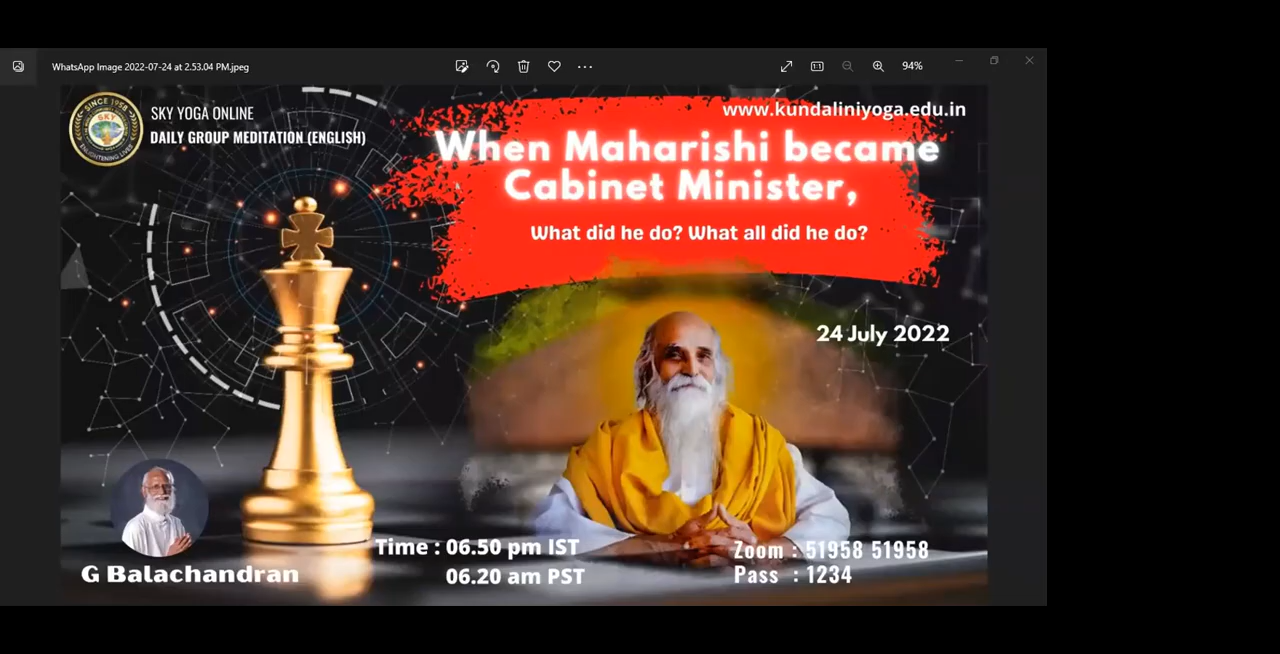 WhatsApp Image 2022-07-24 at 2.53.04 PM.jpeg
94%
SINCE 1958
SKY
ENLIGHTENING LIVES
SKY YOGA ONLINE
DAILY GROUP MEDITATION (ENGLISH)
www.kundaliniyoga.edu.in
When Maharishi became
Cabinet Minister,
What did he do? What all did he do?
24 July 2022
G Balachandran
Time : 06.50 pm IST
06.20 am PST
Zoom : 51958 51958
Pass : 1234